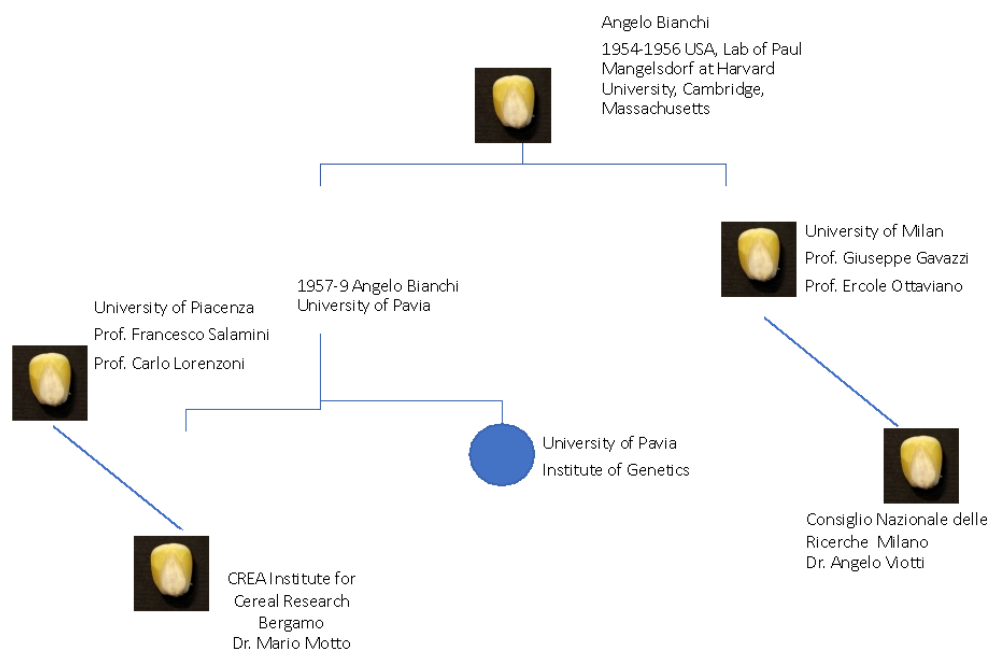 Angelo Bianchi
1954-1956 USA, Lab of Paul
Mangelsdorf at Harvard
University, Cambridge,
Massachusetts
University of Milan
Prof. Giuseppe Gavazzi
Prof. Ercole Ottaviano
1957-9 Angelo Bianchi
University of Pavia
University of Piacenza
Prof. Francesco Salamini
Prof. Carlo Lorenzoni
University of Pavia
Institute of Genetics
Consiglio Nazionale delle
Ricerche Milano
Dr. Angelo Viotti
CREA Institute for
Cereal Research
Bergamo
Dr. Mario Motto